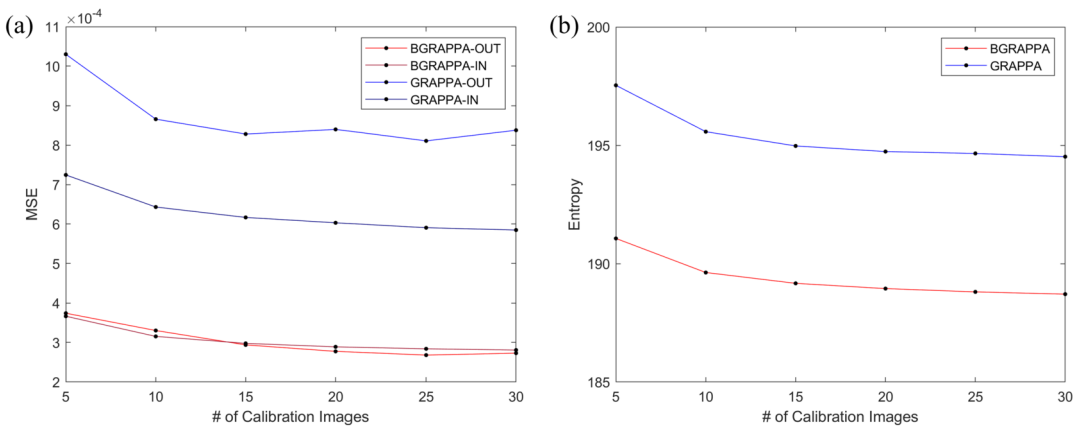 (a)
×10⁻⁴
11
10
9
8
7
6
5
4
3
2
MSE
5 10 15 20 25 30
# of Calibration Images
BGRAPPA-OUT
BGRAPPA-IN
GRAPPA-OUT
GRAPPA-IN
(b)
200
195
190
185
Entropy
5 10 15 20 25 30
# of Calibration Images
BGRAPPA
GRAPPA